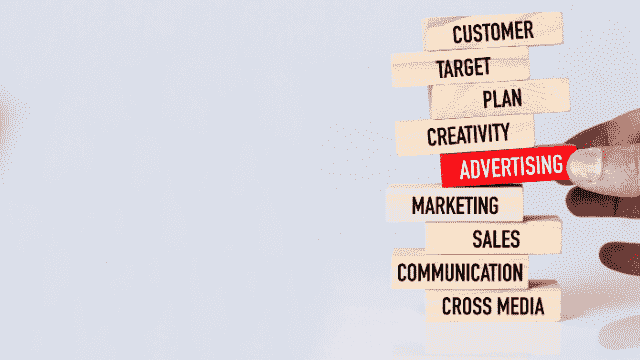 CUSTOMER
TARGET
PLAN
CREATIVITY
ADVERTISING
MARKETING
SALES
COMMUNICATION
CROSS MEDIA